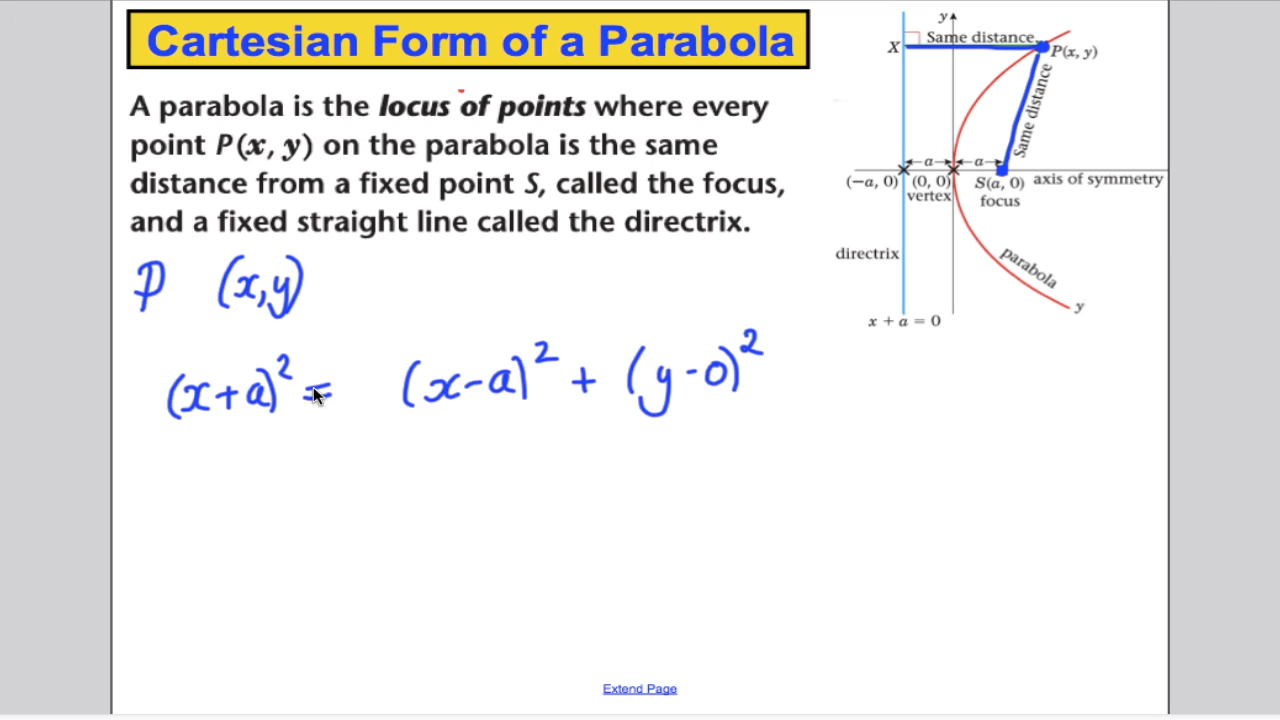 Cartesian Form of a Parabola
A parabola is the locus of points where every
point P(x, y) on the parabola is the same
distance from a fixed point S, called the focus,
and a fixed straight line called the directrix.
P (x,y)
(x+a)² = (x-a)² + (y-0)²
y
X
Same distance
P(x, y)
Same distance
a
a
(−a, 0)
(0, 0)
vertex
S(a, 0)
focus
axis of symmetry
directrix
parabola
y
x + a = 0
Extend Page